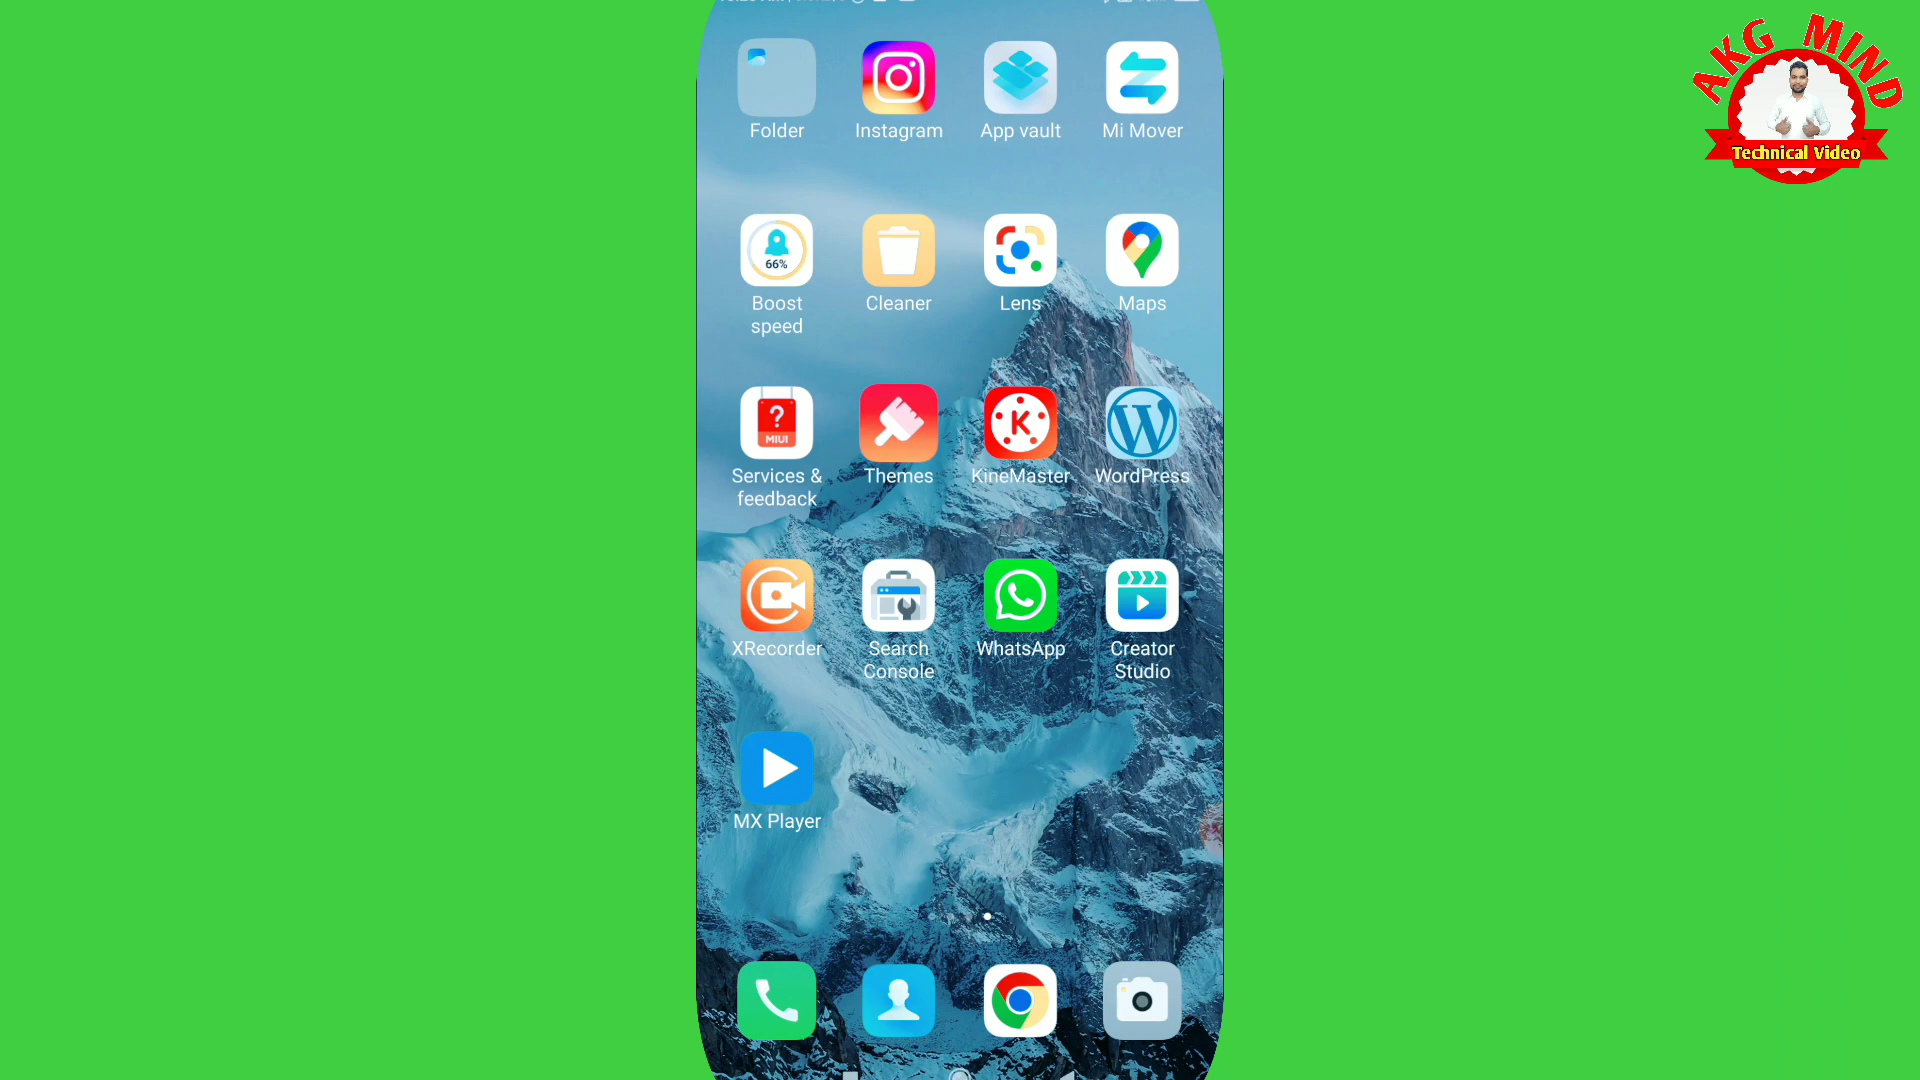 AKG MIND
Technical Video
Folder
Instagram
App vault
Mi Mover
66%
Boost
speed
Cleaner
Lens
Maps
?
MIUI
Services &
feedback
Themes
K
KineMaster
W
WordPress
XRecorder
Search
Console
WhatsApp
Creator
Studio
MX Player